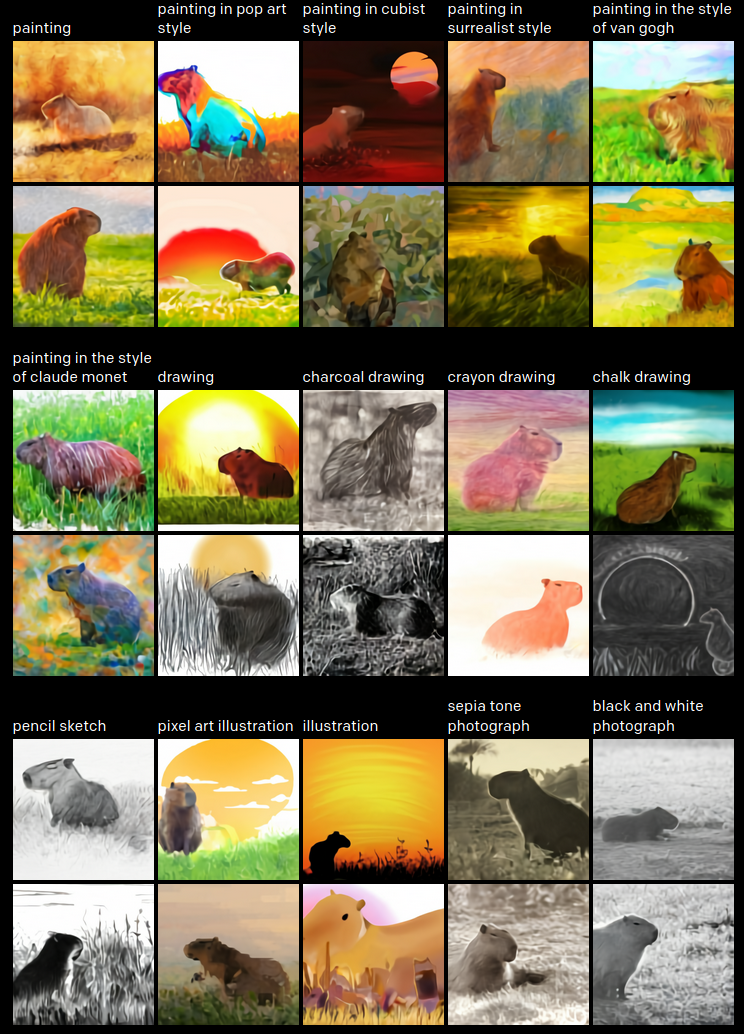 painting
painting in pop art
style
painting in cubist
style
painting in
surrealist style
painting in the style
of van gogh
painting in the style
of claude monet
drawing
charcoal drawing
crayon drawing
chalk drawing
pencil sketch
pixel art illustration
illustration
sepia tone
photograph
black and white
photograph